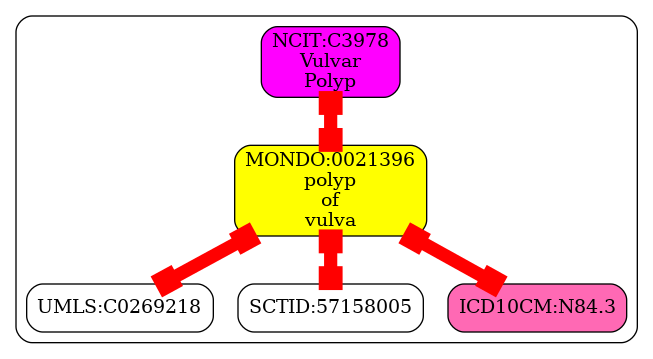 NCIT:C3978
Vulvar
Polyp
MONDO:0021396
polyp
of
vulva
UMLS:C0269218
SCTID:57158005
ICD10CM:N84.3